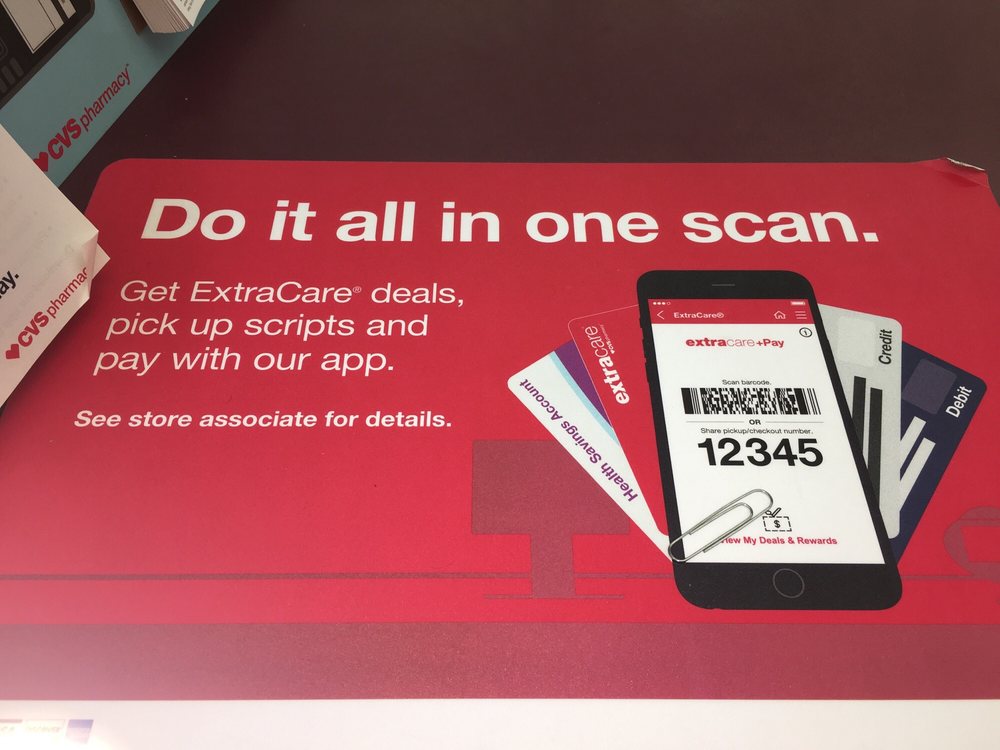 CVS pharmacy™
Do it all in one scan.
Get ExtraCare® deals,
pick up scripts and
pay with our app.
See store associate for details.
CVS pharmac
Health Savings Account
extracare
ExtraCare®
extracare+Pay
Scan barcode.
OR
Share pickup/checkout number.
12345
$
View My Deals & Rewards
Credit
Debit